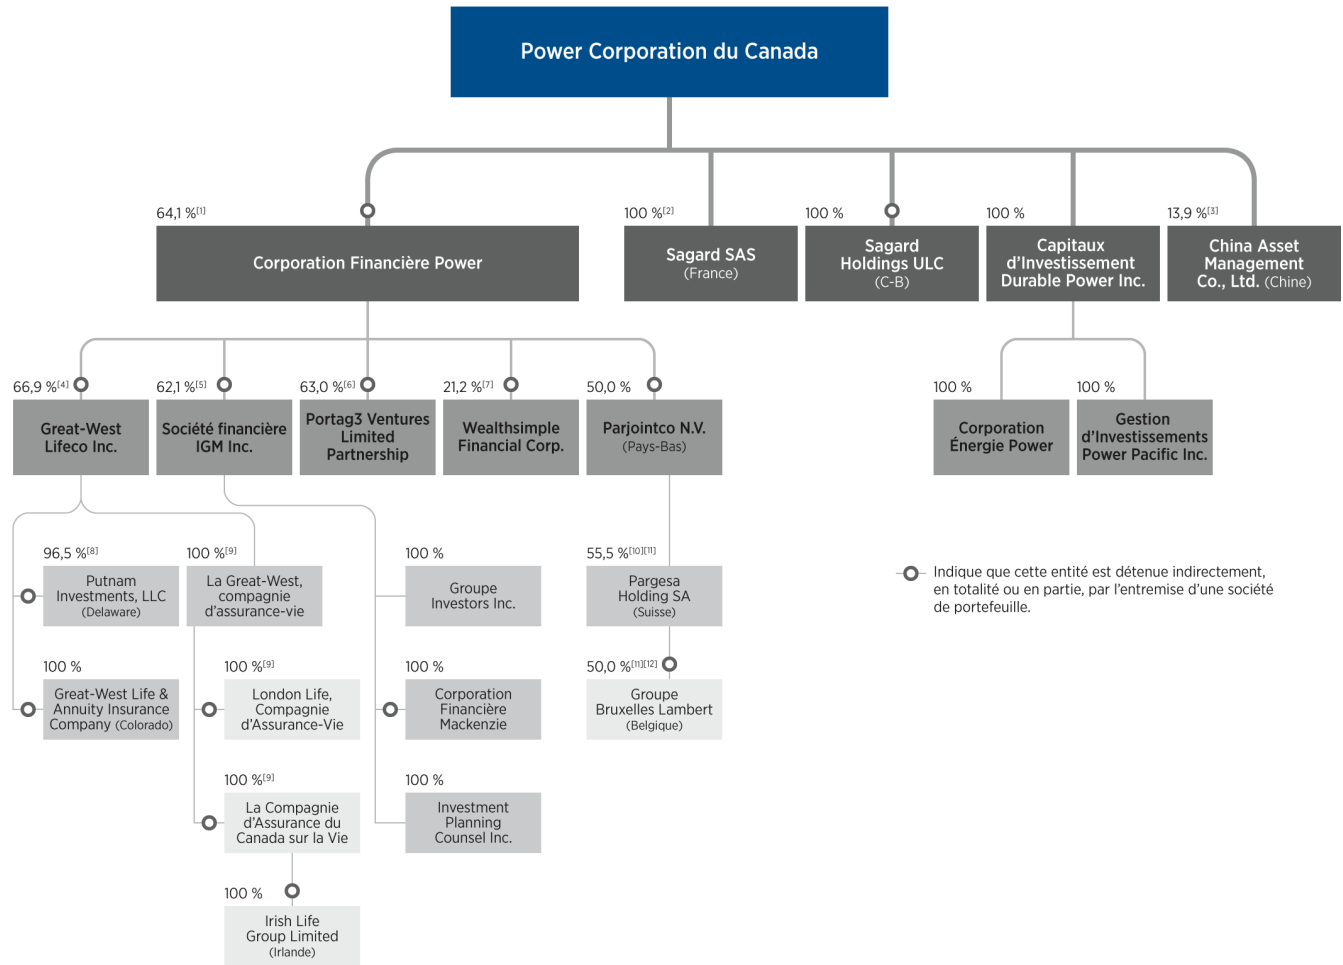 Power Corporation du Canada
64,1 %[1]
Corporation Financière Power
100 %[2]
Sagard SAS
(France)
100 %
Sagard
Holdings ULC
(C-B)
100 %
Capitaux
d'Investissement
Durable Power Inc.
13,9 %[3]
China Asset
Management
Co., Ltd. (Chine)
66,9 %[4]
Great-West
Lifeco Inc.
62,1 %[5]
Société financière
IGM Inc.
63,0 %[6]
Portag3 Ventures
Limited
Partnership
21,2 %[7]
Wealthsimple
Financial Corp.
50,0 %
Parjointco N.V.
(Pays-Bas)
100 %
Corporation
Énergie Power
100 %
Gestion
d'Investissements
Power Pacific Inc.
96,5 %[8]
Putnam
Investments, LLC
(Delaware)
100 %[9]
La Great-West,
compagnie
d'assurance-vie
100 %
Groupe
Investors Inc.
55,5 %[10][11]
Pargesa
Holding SA
(Suisse)
Indique que cette entité est détenue indirectement,
en totalité ou en partie, par l'entremise d'une société
de portefeuille.
100 %
Great-West Life &
Annuity Insurance
Company (Colorado)
100 %[9]
London Life,
Compagnie
d'Assurance-Vie
100 %
Corporation
Financière
Mackenzie
50,0 %[11][12]
Groupe
Bruxelles Lambert
(Belgique)
100 %[9]
La Compagnie
d'Assurance du
Canada sur la Vie
100 %
Investment
Planning
Counsel Inc.
100 %
Irish Life
Group Limited
(Irlande)